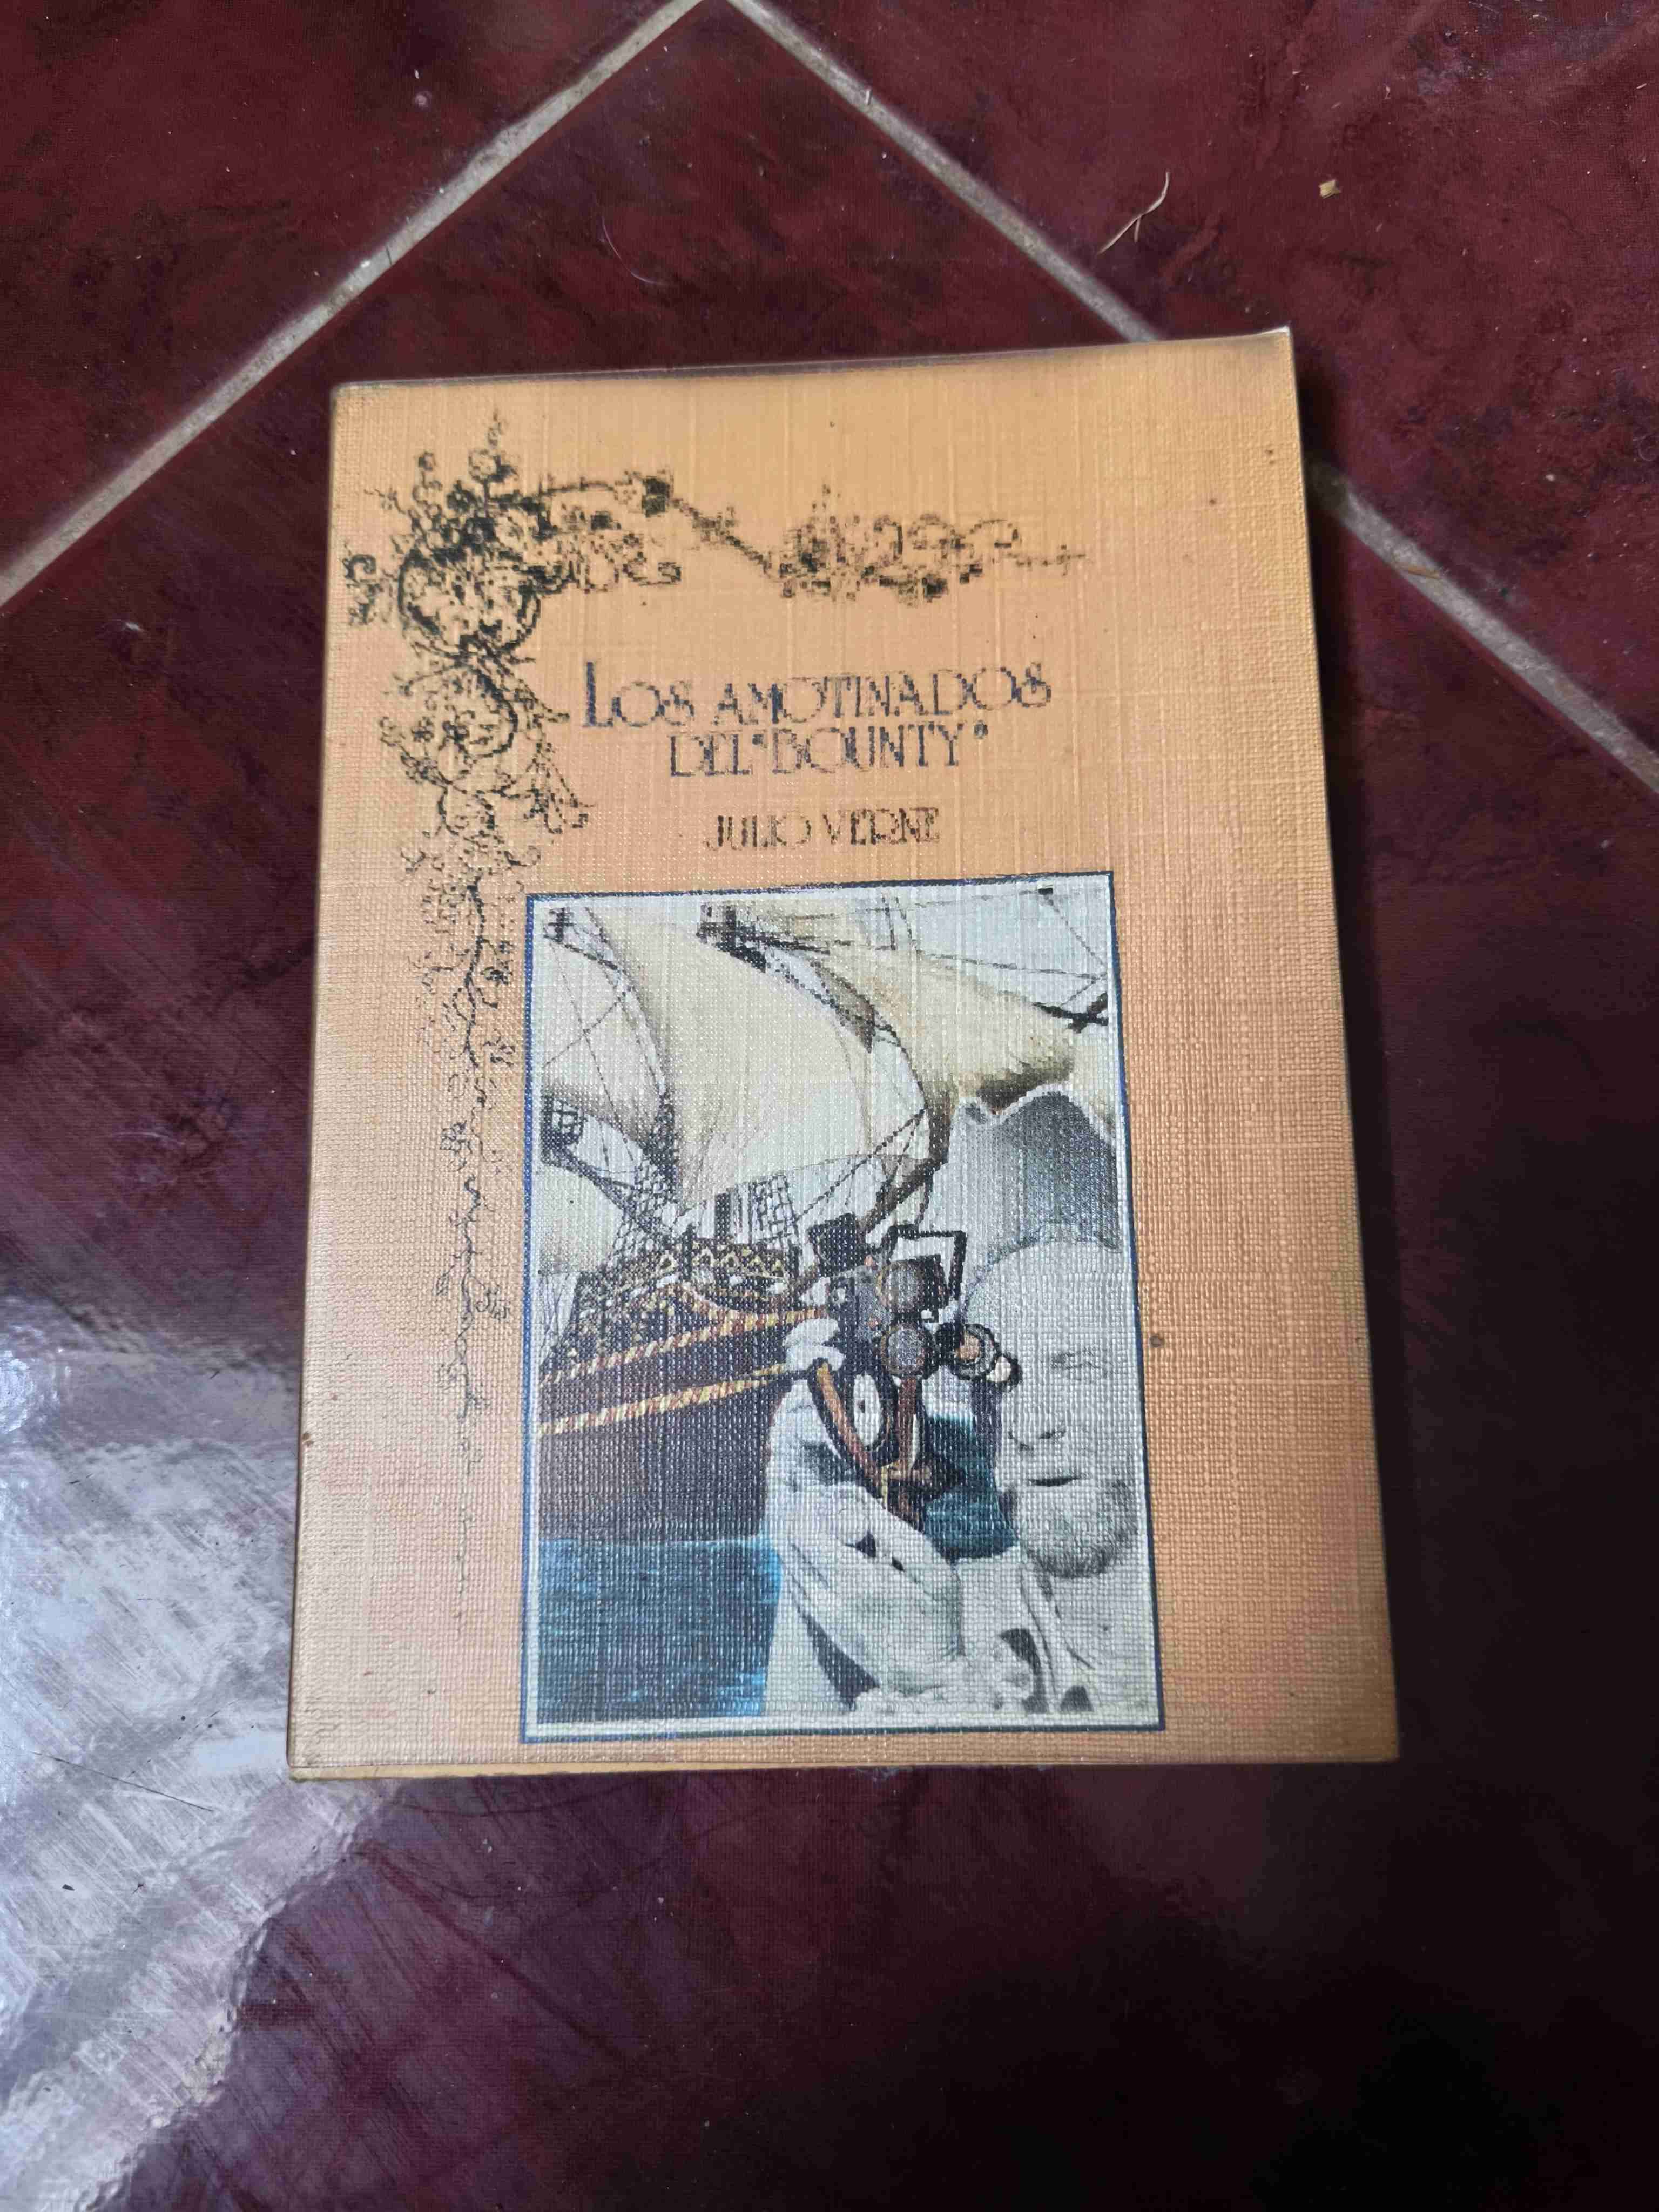 LOS AMOTINADOS
DEL "BOUNTY"
JULIO VERNE